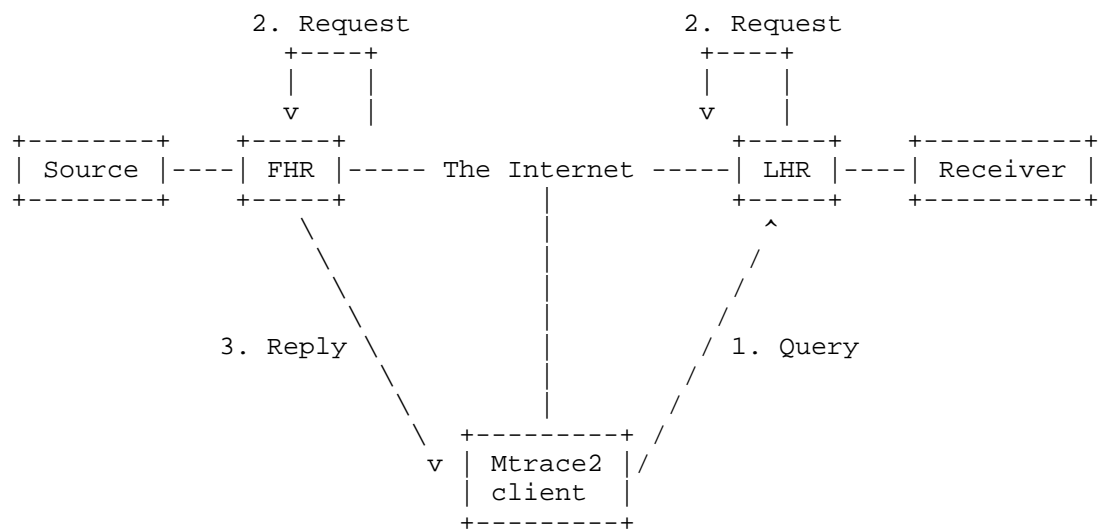 2. Request 2. Request
Source FHR The Internet LHR Receiver
3. Reply 1. Query
Mtrace2
client